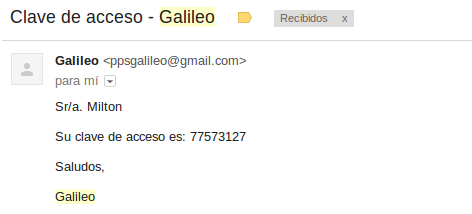 Clave de acceso - Galileo Recibidos x
Galileo <ppsgalileo@gmail.com>
para mí
Sr/a. Milton
Su clave de acceso es: 77573127
Saludos,
Galileo